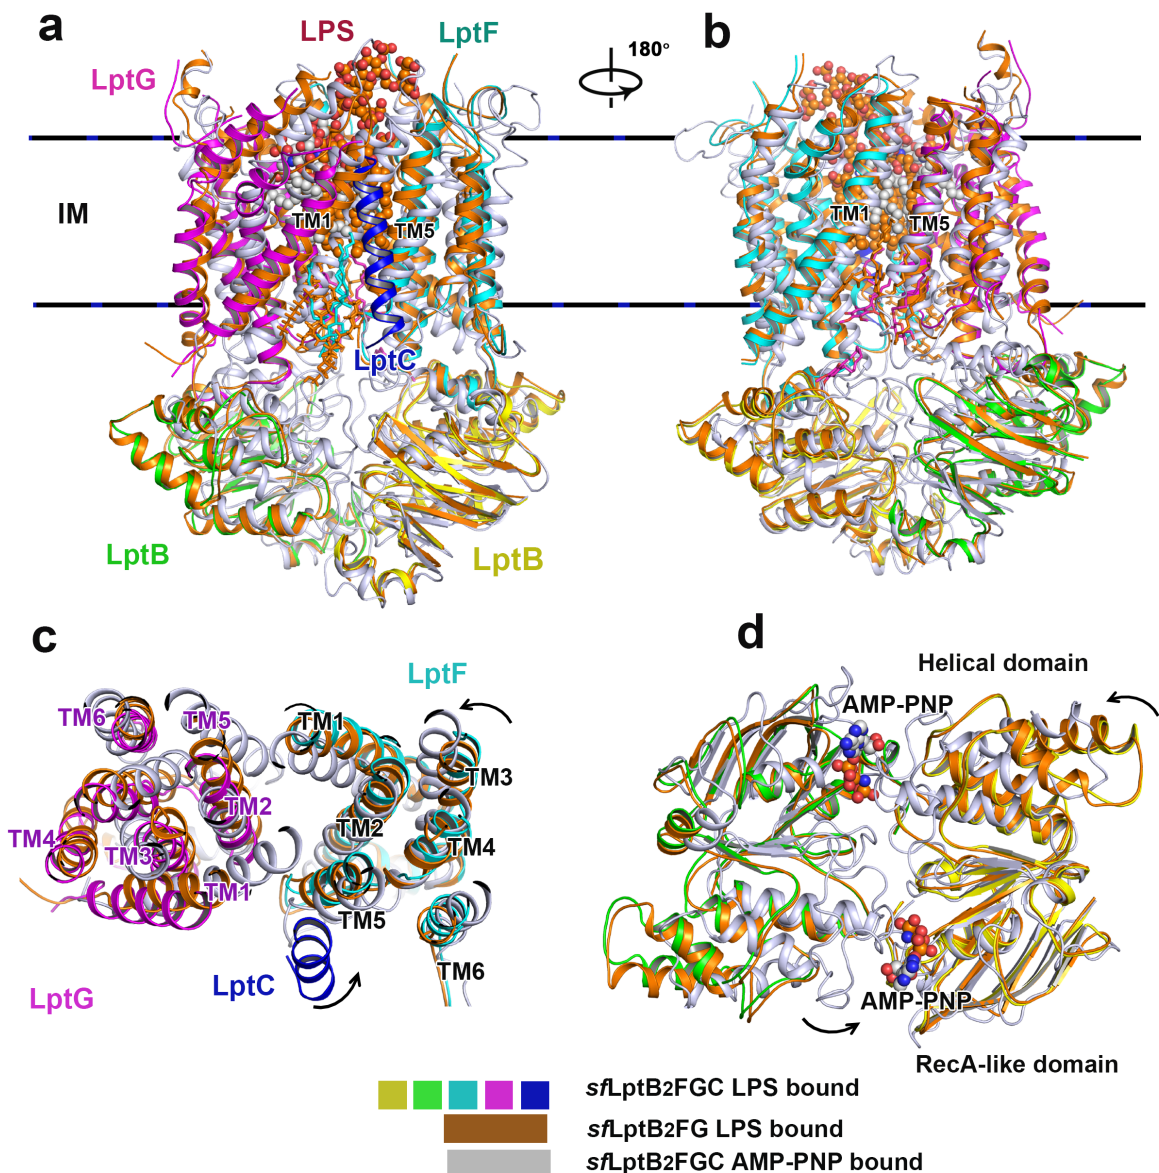 a
LPS
LptF
180°
b
LptG
IM
TM1
TM5
TM1
TM5
LptC
LptB
LptB
c
d
LptF
Helical domain
TM6
TM5
TM1
AMP-PNP
TM3
TM2
TM4
TM3
TM2
TM4
TM1
TM5
TM6
LptG
LptC
AMP-PNP
RecA-like domain
sfLptB2FGC LPS bound
sfLptB2FG LPS bound
sfLptB2FGC AMP-PNP bound